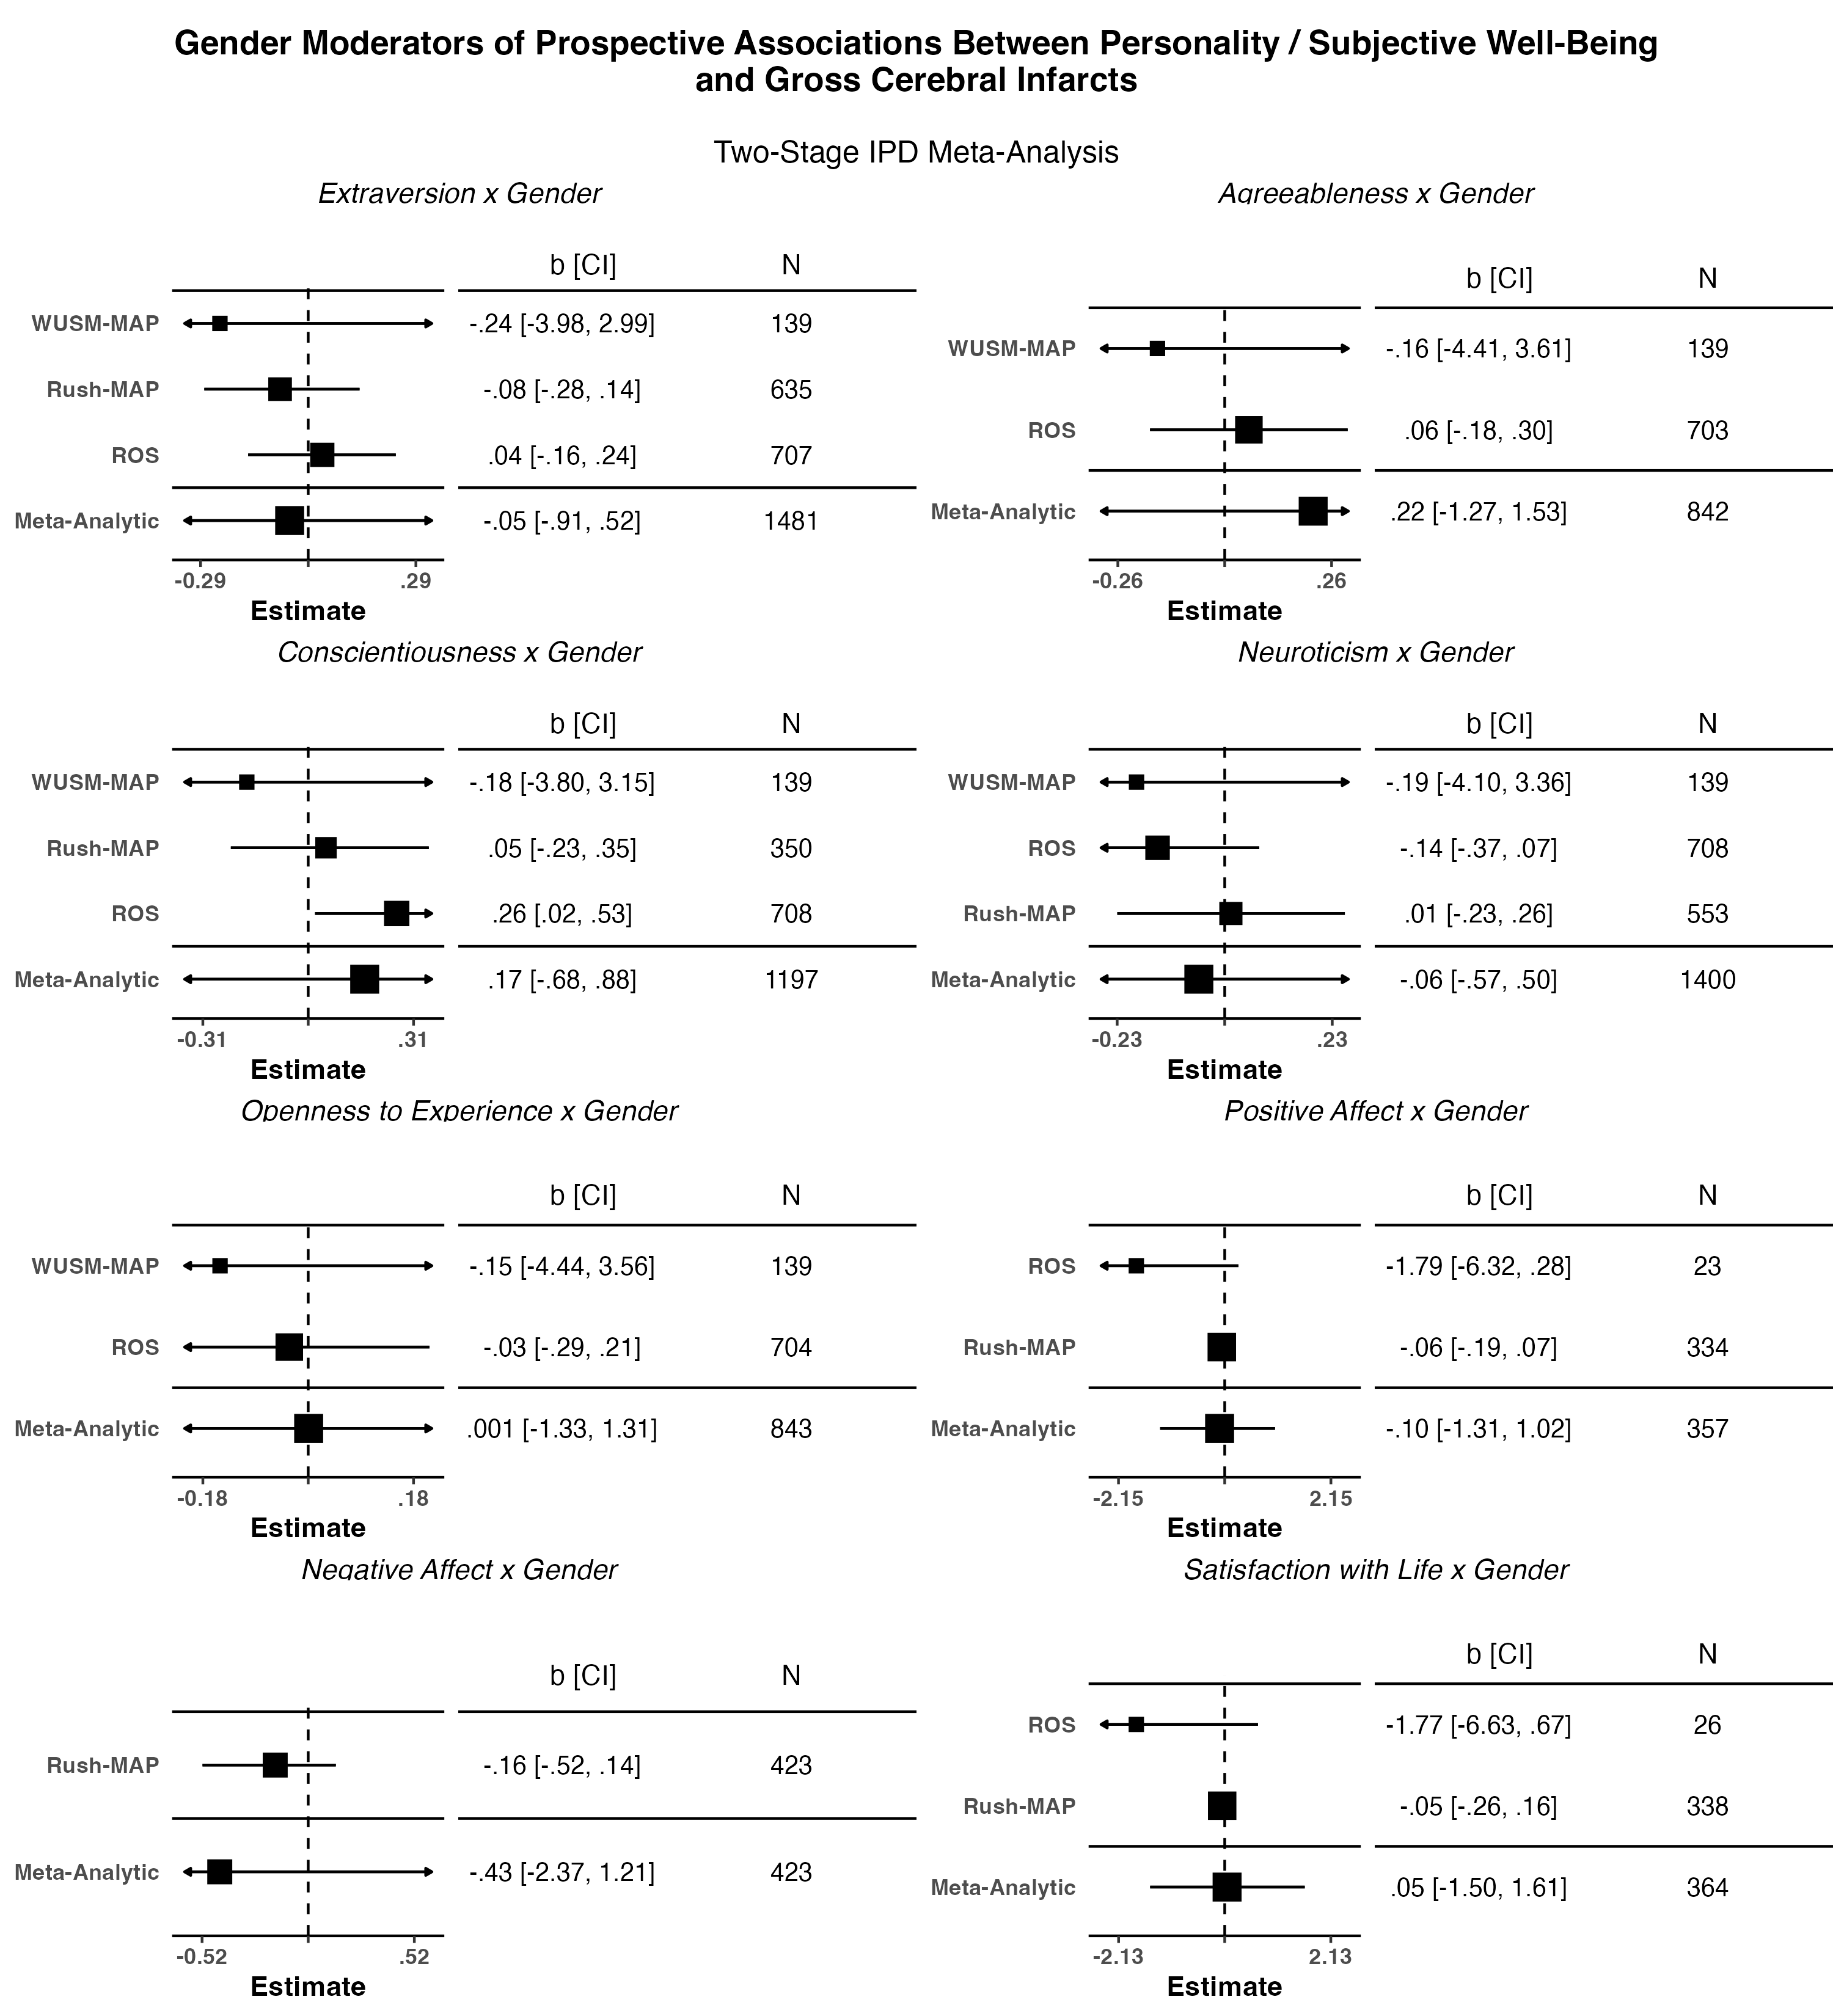 Gender Moderators of Prospective Associations Between Personality / Subjective Well-Being
and Gross Cerebral Infarcts
Two-Stage IPD Meta-Analysis
Extraversion x Gender
b [CI] N
WUSM-MAP -.24 [-3.98, 2.99] 139
Rush-MAP -.08 [-.28, .14] 635
ROS .04 [-.16, .24] 707
Meta-Analytic -.05 [-.91, .52] 1481
-0.29 .29
Estimate
Agreeableness x Gender
b [CI] N
WUSM-MAP -.16 [-4.41, 3.61] 139
ROS .06 [-.18, .30] 703
Meta-Analytic .22 [-1.27, 1.53] 842
-0.26 .26
Estimate
Conscientiousness x Gender
b [CI] N
WUSM-MAP -.18 [-3.80, 3.15] 139
Rush-MAP .05 [-.23, .35] 350
ROS .26 [.02, .53] 708
Meta-Analytic .17 [-.68, .88] 1197
-0.31 .31
Estimate
Neuroticism x Gender
b [CI] N
WUSM-MAP -.19 [-4.10, 3.36] 139
ROS -.14 [-.37, .07] 708
Rush-MAP .01 [-.23, .26] 553
Meta-Analytic -.06 [-.57, .50] 1400
-0.23 .23
Estimate
Openness to Experience x Gender
b [CI] N
WUSM-MAP -.15 [-4.44, 3.56] 139
ROS -.03 [-.29, .21] 704
Meta-Analytic .001 [-1.33, 1.31] 843
-0.18 .18
Estimate
Positive Affect x Gender
b [CI] N
ROS -1.79 [-6.32, .28] 23
Rush-MAP -.06 [-.19, .07] 334
Meta-Analytic -.10 [-1.31, 1.02] 357
-2.15 2.15
Estimate
Negative Affect x Gender
b [CI] N
Rush-MAP -.16 [-.52, .14] 423
Meta-Analytic -.43 [-2.37, 1.21] 423
-0.52 .52
Estimate
Satisfaction with Life x Gender
b [CI] N
ROS -1.77 [-6.63, .67] 26
Rush-MAP -.05 [-.26, .16] 338
Meta-Analytic .05 [-1.50, 1.61] 364
-2.13 2.13
Estimate